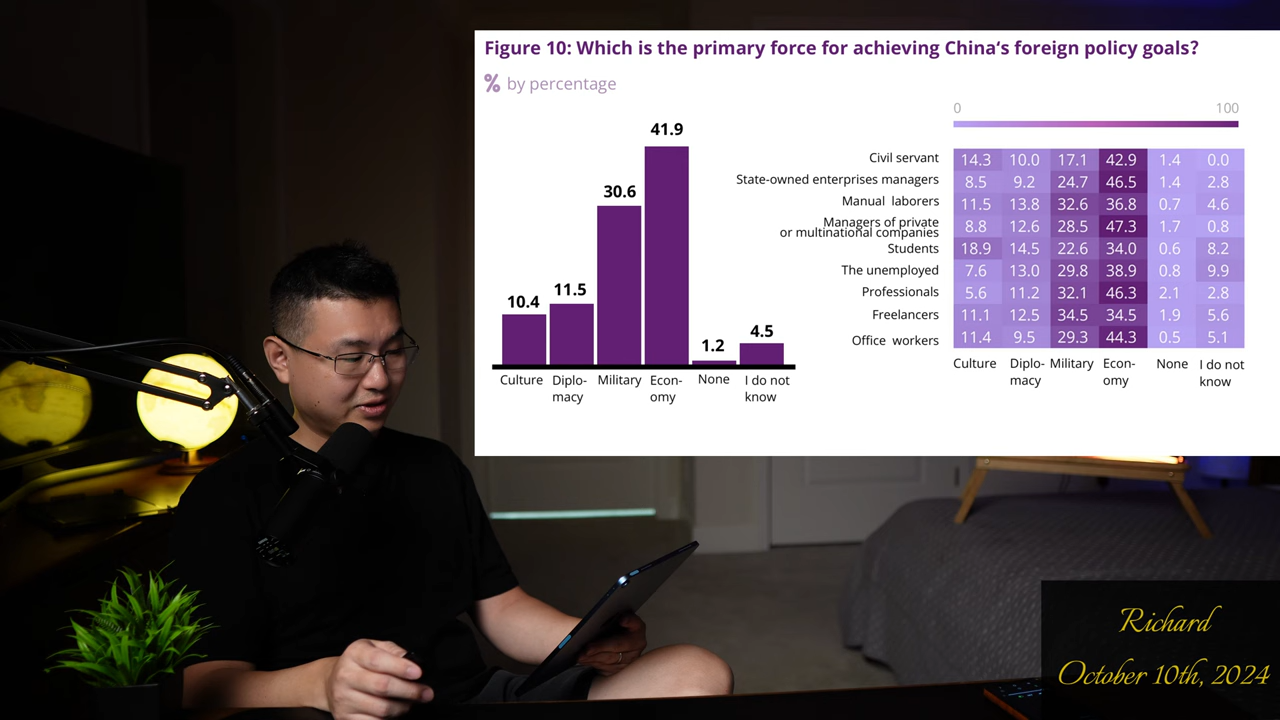 Figure 10: Which is the primary force for achieving China‘s foreign policy goals?
% by percentage
41.9
30.6
10.4
11.5
1.2
4.5
Culture
Diplo-
macy
Military
Econ-
omy
None
I do not
know
0 100
Civil servant 14.3 10.0 17.1 42.9 1.4 0.0
State-owned enterprises managers 8.5 9.2 24.7 46.5 1.4 2.8
Manual laborers 11.5 13.8 32.6 36.8 0.7 4.6
Managers of private
or multinational companies 8.8 12.6 28.5 47.3 1.7 0.8
Students 18.9 14.5 22.6 34.0 0.6 8.2
The unemployed 7.6 13.0 29.8 38.9 0.8 9.9
Professionals 5.6 11.2 32.1 46.3 2.1 2.8
Freelancers 11.1 12.5 34.5 34.5 1.9 5.6
Office workers 11.4 9.5 29.3 44.3 0.5 5.1
Culture
Diplo-
macy
Military
Econ-
omy
None
I do not
know
Richard
October 10th, 2024